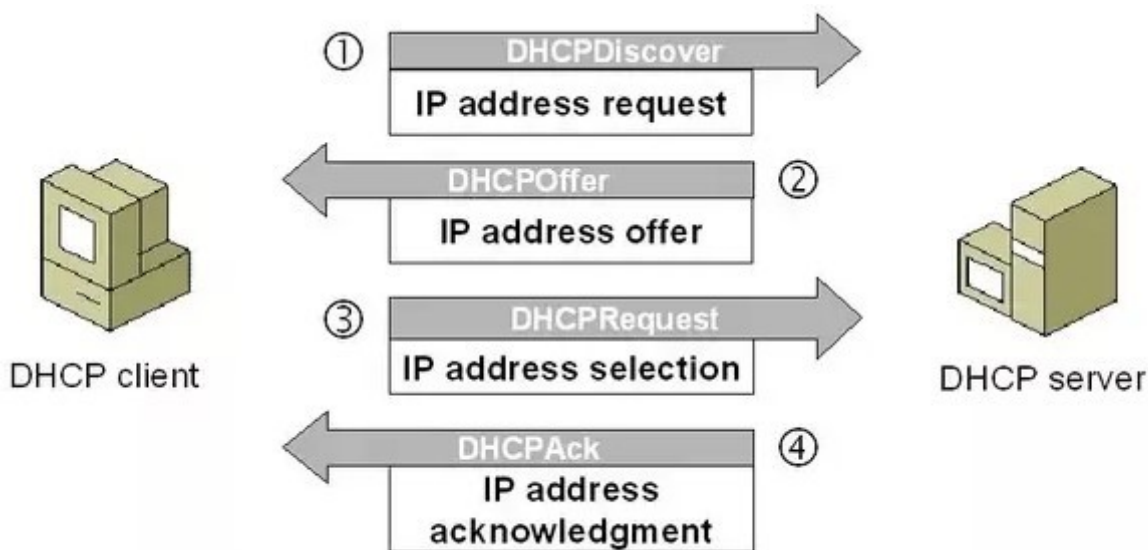 ①
DHCPDiscover
IP address request
DHCPOffer
②
IP address offer
③
DHCPRequest
IP address selection
DHCP client
DHCP server
DHCPAck
④
IP address
acknowledgment